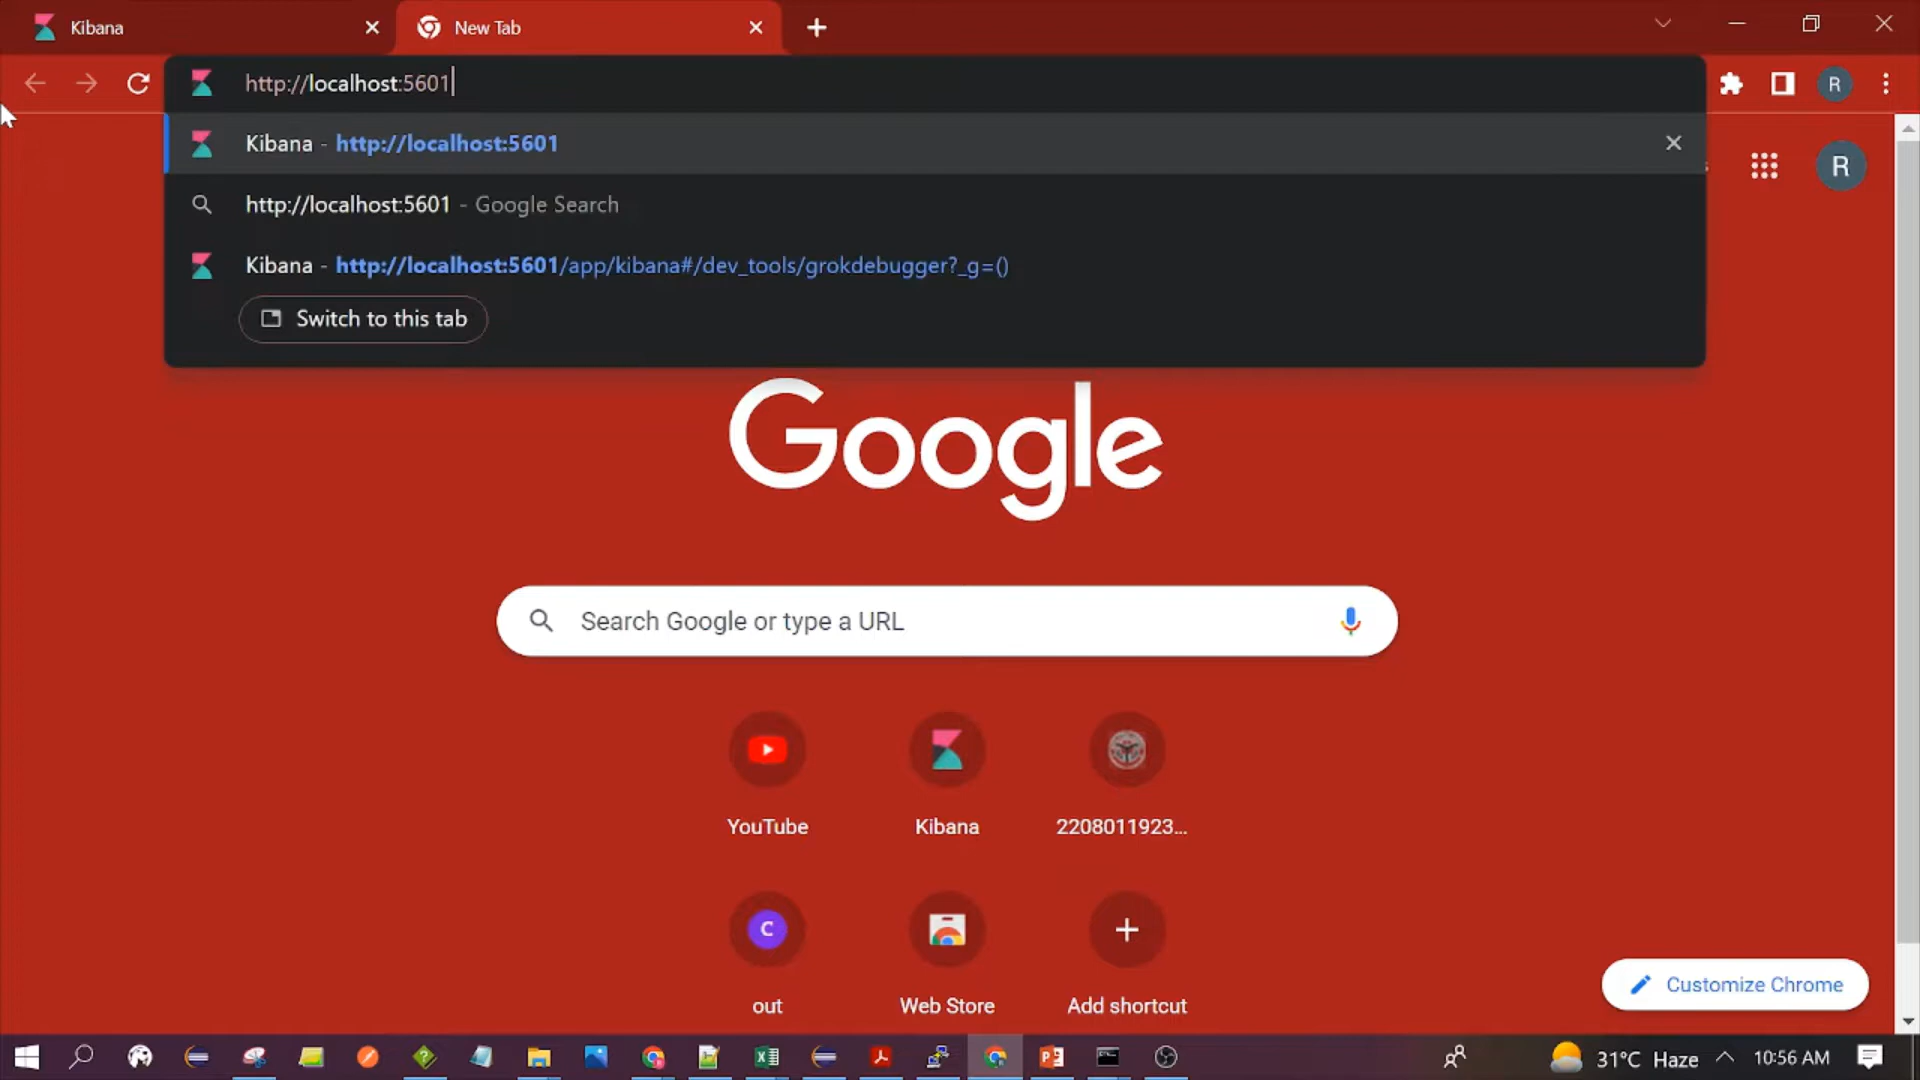 Kibana
New Tab
http://localhost:5601
Kibana - http://localhost:5601
http://localhost:5601 - Google Search
Kibana - http://localhost:5601/app/kibana#/dev_tools/grokdebugger?_g=()
Switch to this tab
R
R
Google
Search Google or type a URL
YouTube
Kibana
2208011923...
C
out
Web Store
Add shortcut
Customize Chrome
31°C Haze
10:56 AM